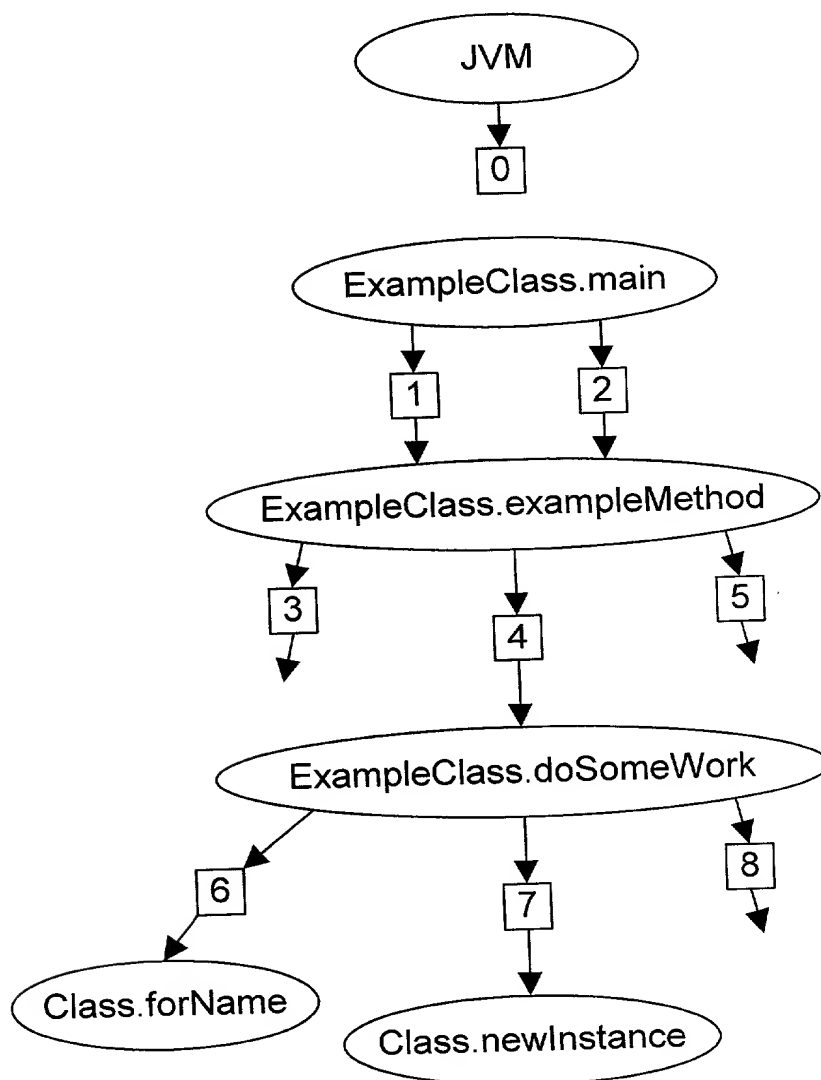 JVM
0
ExampleClass.main
1
2
ExampleClass.exampleMethod
3
4
5
ExampleClass.doSomeWork
6
7
8
Class.forName
Class.newInstance